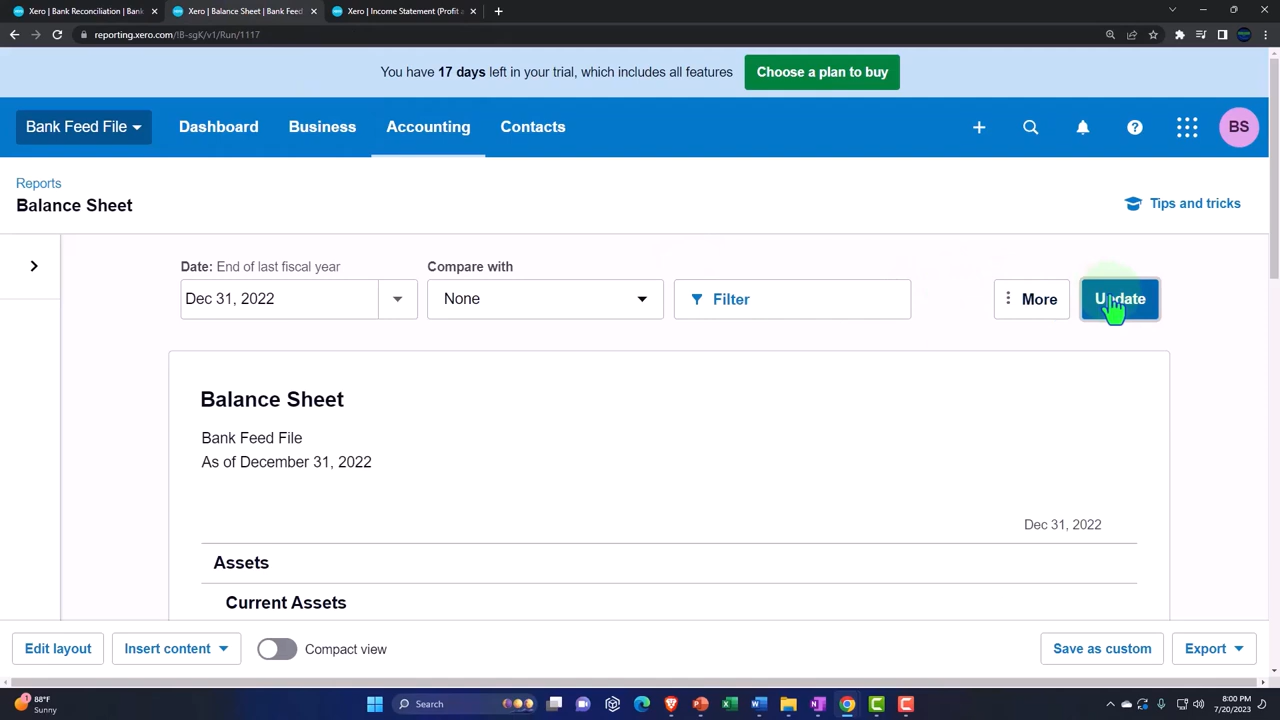 Xero | Bank Reconciliation | Bank
Xero | Balance Sheet | Bank Feed
Xero | Income Statement (Profit a
reporting.xero.com/!B-sgK/v1/Run/1117
You have 17 days left in your trial, which includes all features
Choose a plan to buy
Bank Feed File
Dashboard
Business
Accounting
Contacts
BS
Reports
Balance Sheet
Tips and tricks
Date: End of last fiscal year
Compare with
Dec 31, 2022
None
Filter
More
Update
Balance Sheet
Bank Feed File
As of December 31, 2022
Dec 31, 2022
Assets
Current Assets
Edit layout
Insert content
Compact view
Save as custom
Export
88°F
Sunny
Search
8:00 PM
7/20/2023